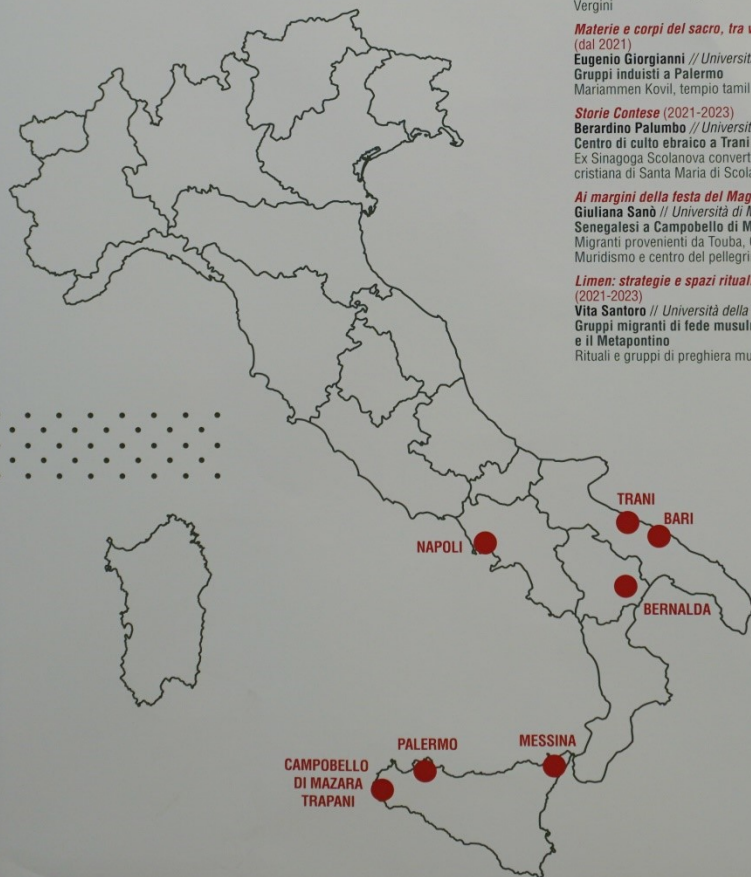 Vergini
Materie e corpi del sacro, tra
(dal 2021)
Eugenio Giorgianni // Universit
Gruppi induisti a Palermo
Mariammen Kovil, tempio tamil
Storie Contese (2021-2023)
Berardino Palumbo // Universit
Centro di culto ebraico a Trani
Ex Sinagoga Scolanova convert
cristiana di Santa Maria di Scola
Ai margini della festa del Mag
Giuliana Sanò // Università di M
Senegalesi a Campobello di M
Migranti provenienti da Touba,
Muridismo e centro del pellegri
Limen: strategie e spazi rituali
(2021-2023)
Vita Santoro // Università della
Gruppi migranti di fede musul
e il Metapontino
Rituali e gruppi di preghiera mu
TRANI
BARI
NAPOLI
BERNALDA
PALERMO
MESSINA
CAMPOBELLO
DI MAZARA
TRAPANI